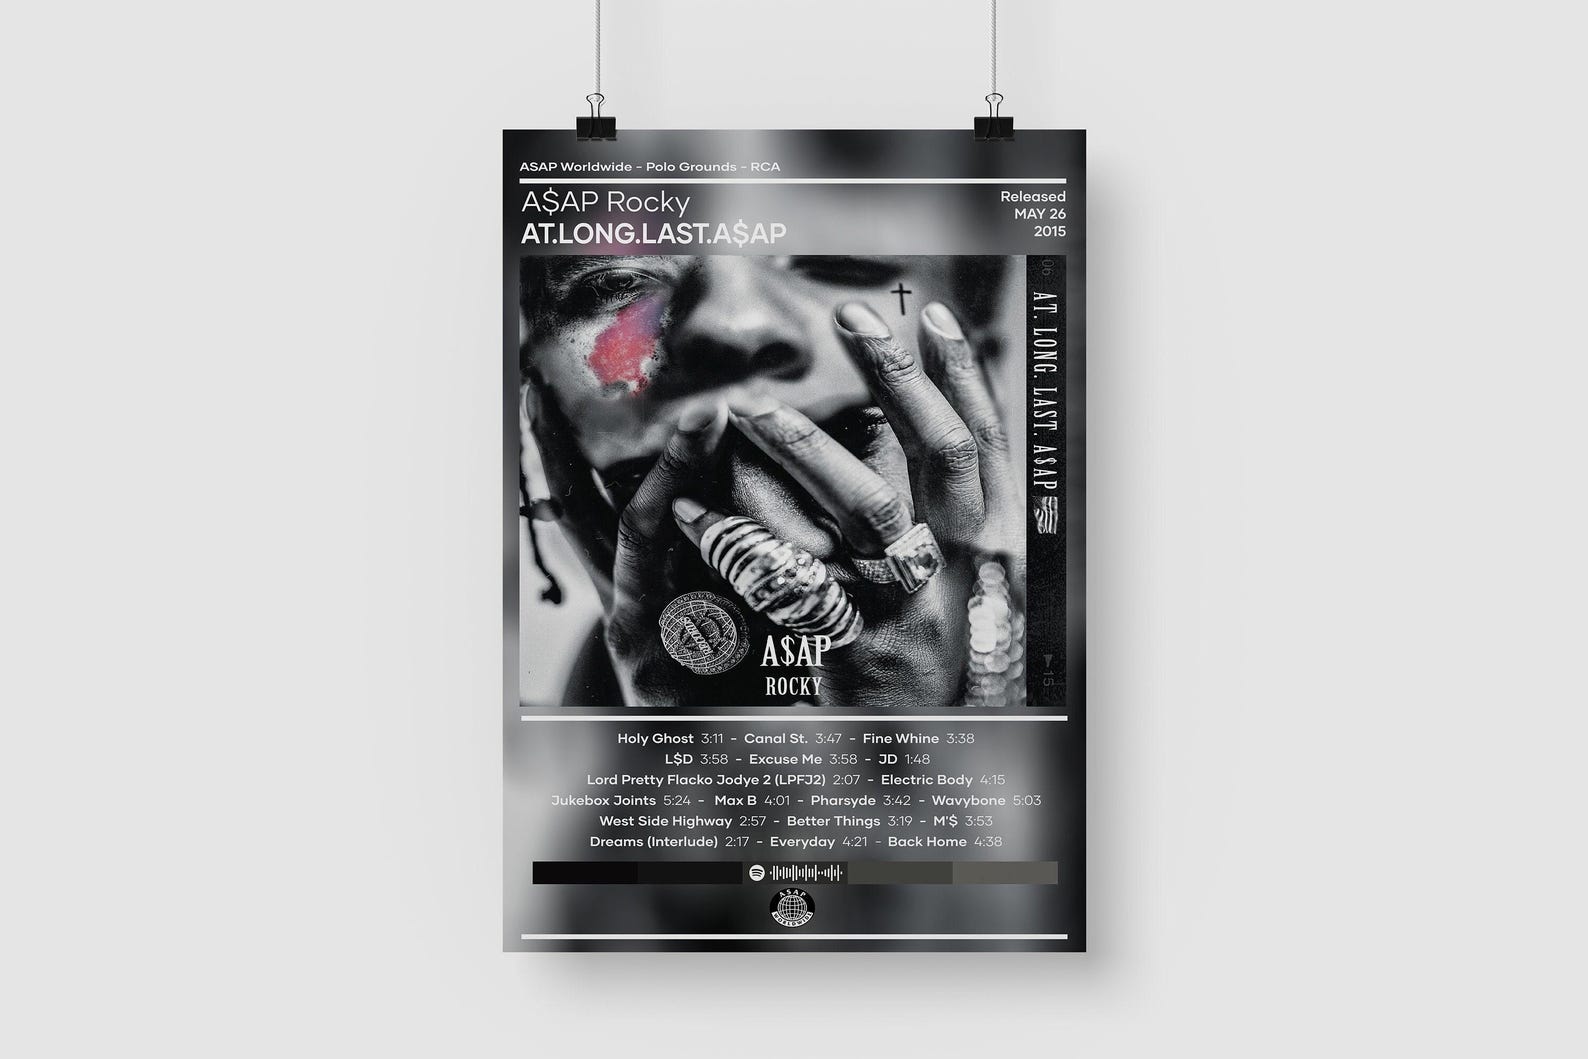 ASAP Worldwide - Polo Grounds - RCA
A$AP Rocky
AT.LONG.LAST.A$AP
Released
MAY 26
2015
06
AT. LONG. LAST. A$AP
15
A$AP
ROCKY
Holy Ghost 3:11 - Canal St. 3:47 - Fine Whine 3:38
L$D 3:58 - Excuse Me 3:58 - JD 1:48
Lord Pretty Flacko Jodye 2 (LPFJ2) 2:07 - Electric Body 4:15
Jukebox Joints 5:24 - Max B 4:01 - Pharsyde 3:42 - Wavybone 5:03
West Side Highway 2:57 - Better Things 3:19 - M'$ 3:53
Dreams (Interlude) 2:17 - Everyday 4:21 - Back Home 4:38
ASAP
WORLDWIDE